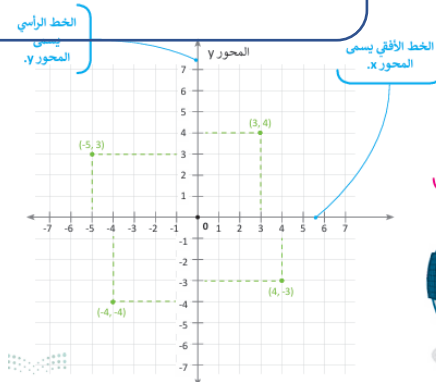 الخط الرأسي
يسمى
المحور y.
المحور y
الخط الأفقي يسمى
المحور x.
7
6
5
4
3
2
1
(3, 4)
(-5, 3)
-7 -6 -5 -4 -3 -2 -1 0 1 2 3 4 5 6 7
-1
-2
-3
-4
-5
-6
-7
(4, -3)
(-4, -4)